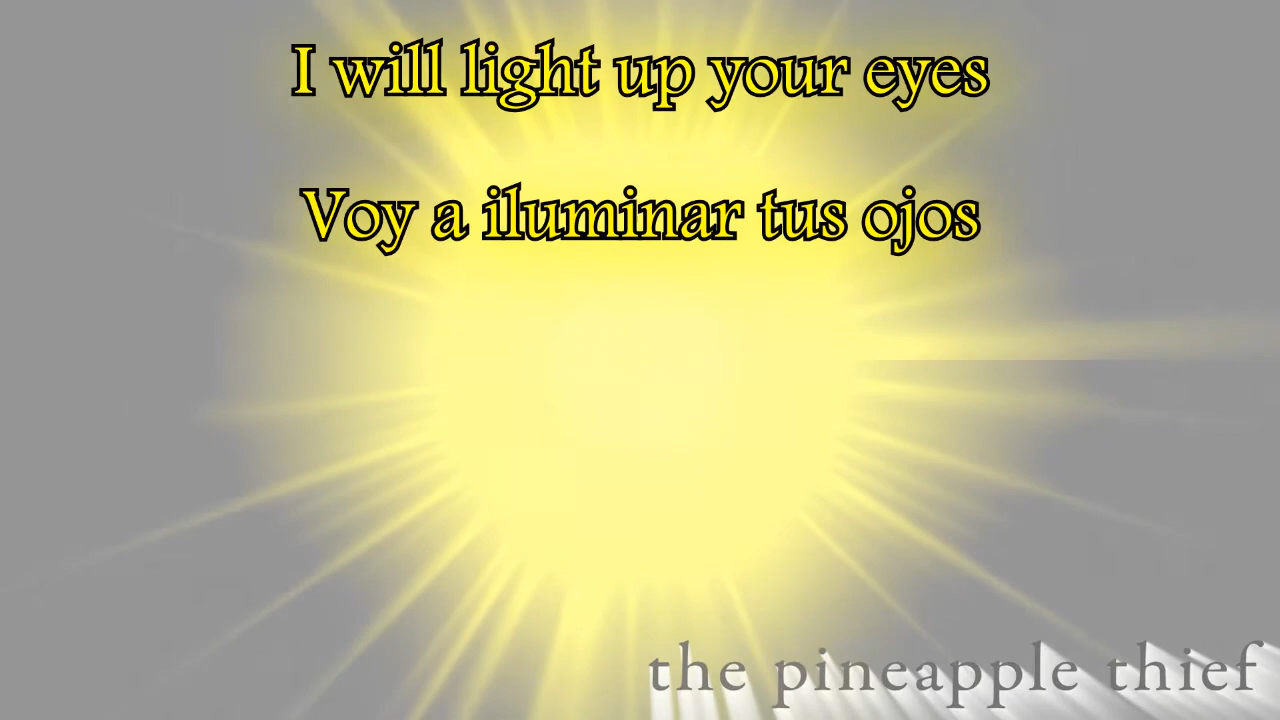 I will light up your eyes
Voy a iluminar tus ojos
the pineapple thief